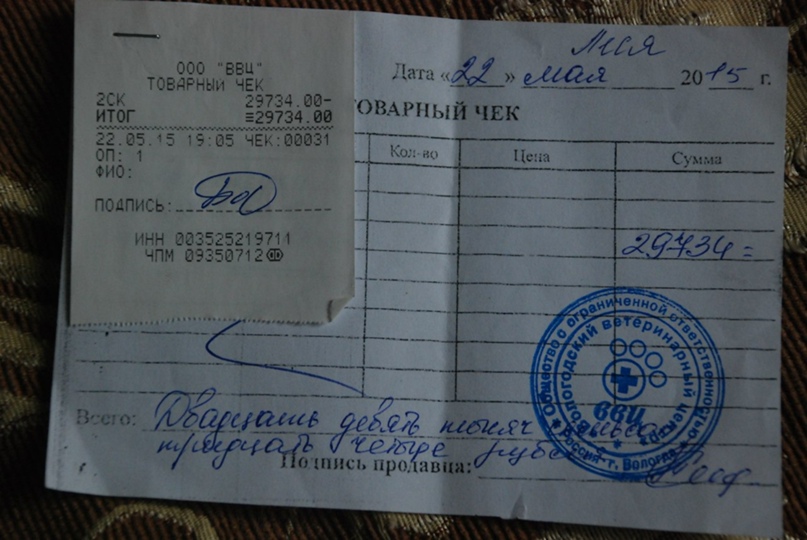 ООО "ВВЦ"
ТОВАРНЫЙ ЧЕК
2СК 29734.00-
ИТОГ ≡29734.00
22.05.15 19:05 ЧЕК:00031
ОП: 1
ФИО:
ПОДПИСЬ:
ИНН 003525219711
ЧПМ 09350712
Дата «22» мая 2015 г.
ТОВАРНЫЙ ЧЕК
Кол-во Цена Сумма
29734=
Общество с ограниченной ответственностью
Вологодский ветеринарный центр
ВВЦ
Россия г. Вологда
Всего: Двадцать девять тысяч
тридцать четыре
Подпись продавца: